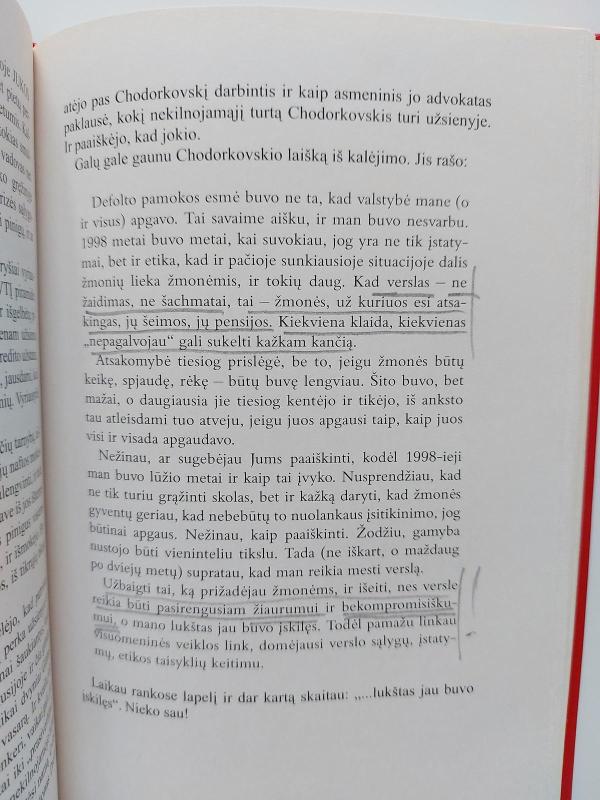 atėjo pas Chodorkovskį darbintis ir kaip asmeninis jo advokatas
paklausė, kokį nekilnojamąjį turtą Chodorkovskis turi užsienyje.
Ir paaiškėjo, kad jokio.
Galų gale gaunu Chodorkovskio laišką iš kalėjimo. Jis rašo:
Defolto pamokos esmė buvo ne ta, kad valstybė mane (o
ir visus) apgavo. Tai savaime aišku, ir man buvo nesvarbu.
1998 metai buvo metai, kai suvokiau, jog yra ne tik įstaty-
mai, bet ir etika, kad ir pačioje sunkiausioje situacijoje dalis
žmonių lieka žmonėmis, ir tokių daug. Kad verslas – ne
žaidimas, ne šachmatai, tai – žmonės, už kuriuos esi atsa-
kingas, jų šeimos, jų pensijos. Kiekviena klaida, kiekvienas
„nepagalvojau“ gali sukelti kažkam kančią.
Atsakomybė tiesiog prislėgė, be to, jeigu žmonės būtų
keikę, spjaudę, rėkę – būtų buvę lengviau. Šito buvo, bet
mažai, o daugiausia jie tiesiog kentėjo ir tikėjo, iš anksto
tau atleisdami tuo atveju, jeigu juos apgausi taip, kaip juos
visi ir visada apgaudavo.
Nežinau, ar sugebėjau Jums paaiškinti, kodėl 1998-ieji
man buvo lūžio metai ir kaip tai įvyko. Nusprendžiau, kad
ne tik turiu grąžinti skolas, bet ir kažką daryti, kad žmonės
gyventų geriau, kad nebebūtų to nuolankaus įsitikinimo, jog
būtinai apgaus. Nežinau, kaip paaiškinti. Žodžiu, gamyba
nustojo būti vieninteliu tikslu. Tada (ne iškart, o maždaug
po dviejų metų) supratau, kad man reikia mesti verslą.
Užbaigti tai, ką prižadėjau žmonėms, ir išeiti, nes versle
reikia būti pasirengusiam žiaurumui ir bekompromisišku-
mui, o mano lukštas jau buvo įskilęs. Todėl pamažu linkau
visuomeninės veiklos link, domėjausi verslo sąlygų, įstaty-
mų, etikos taisyklių keitimu.
Laikau rankose lapelį ir dar kartą skaitau: „...lukštas jau buvo
įskilęs“. Nieko sau!